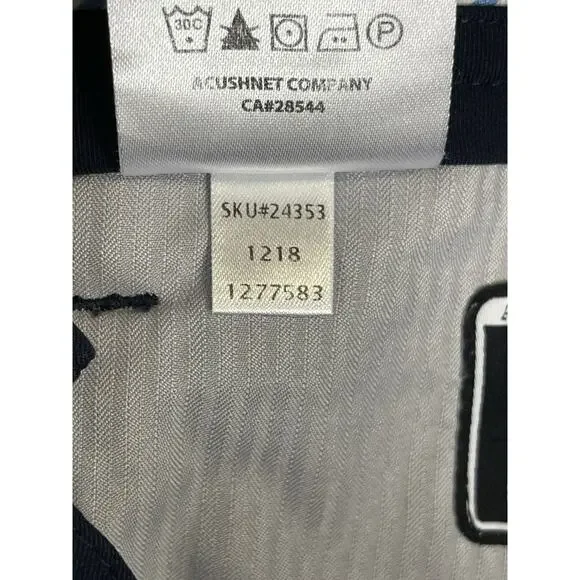 30C P
ACUSHNET COMPANY
CA#28544
SKU#24353
1218
1277583